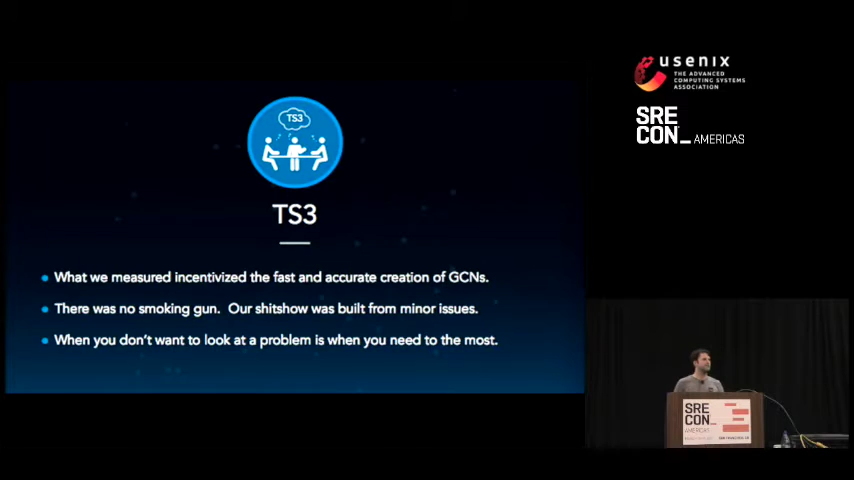 TS3
TS3
What we measured incentivized the fast and accurate creation of GCNs.
There was no smoking gun. Our shitshow was built from minor issues.
When you don't want to look at a problem is when you need to the most.
usenix
THE ADVANCED
COMPUTING SYSTEMS
ASSOCIATION
SRE
CON_ AMERICAS
SRE
CON_
AMERICAS